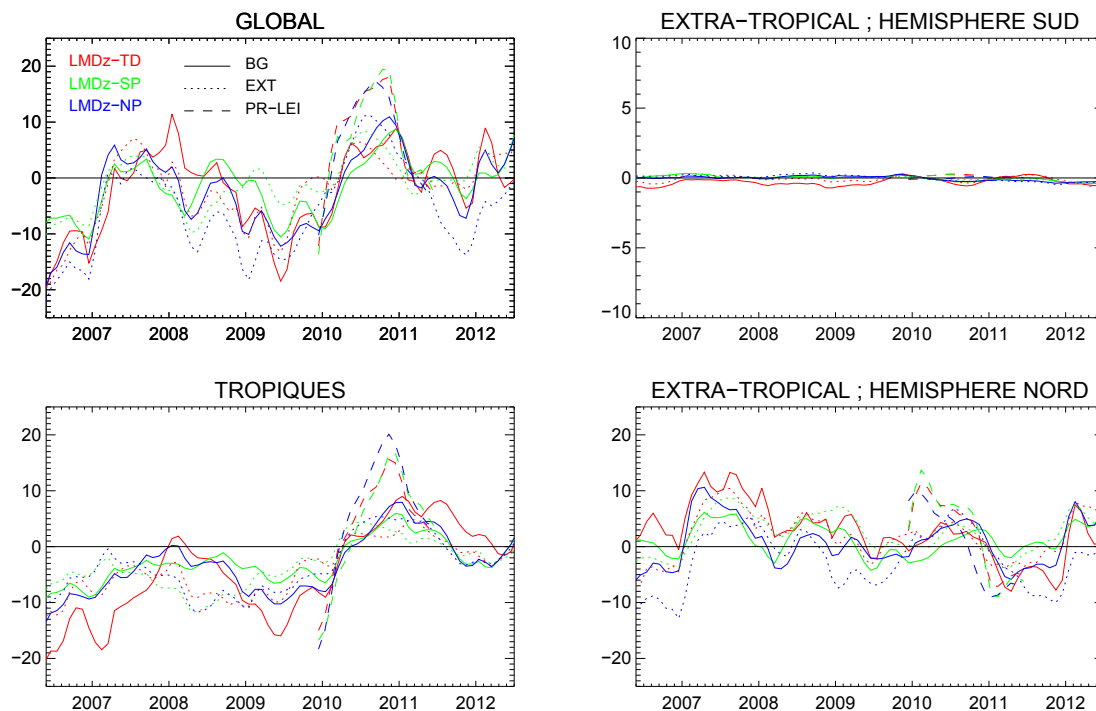 GLOBAL
LMDz−TD
LMDz−SP
LMDz−NP
BG
EXT
PR−LEI
20
10
0
−10
−20
2007 2008 2009 2010 2011 2012
EXTRA−TROPICAL ; HEMISPHERE SUD
10
5
0
−5
−10
2007 2008 2009 2010 2011 2012
TROPIQUES
20
10
0
−10
−20
2007 2008 2009 2010 2011 2012
EXTRA−TROPICAL ; HEMISPHERE NORD
20
10
0
−10
−20
2007 2008 2009 2010 2011 2012